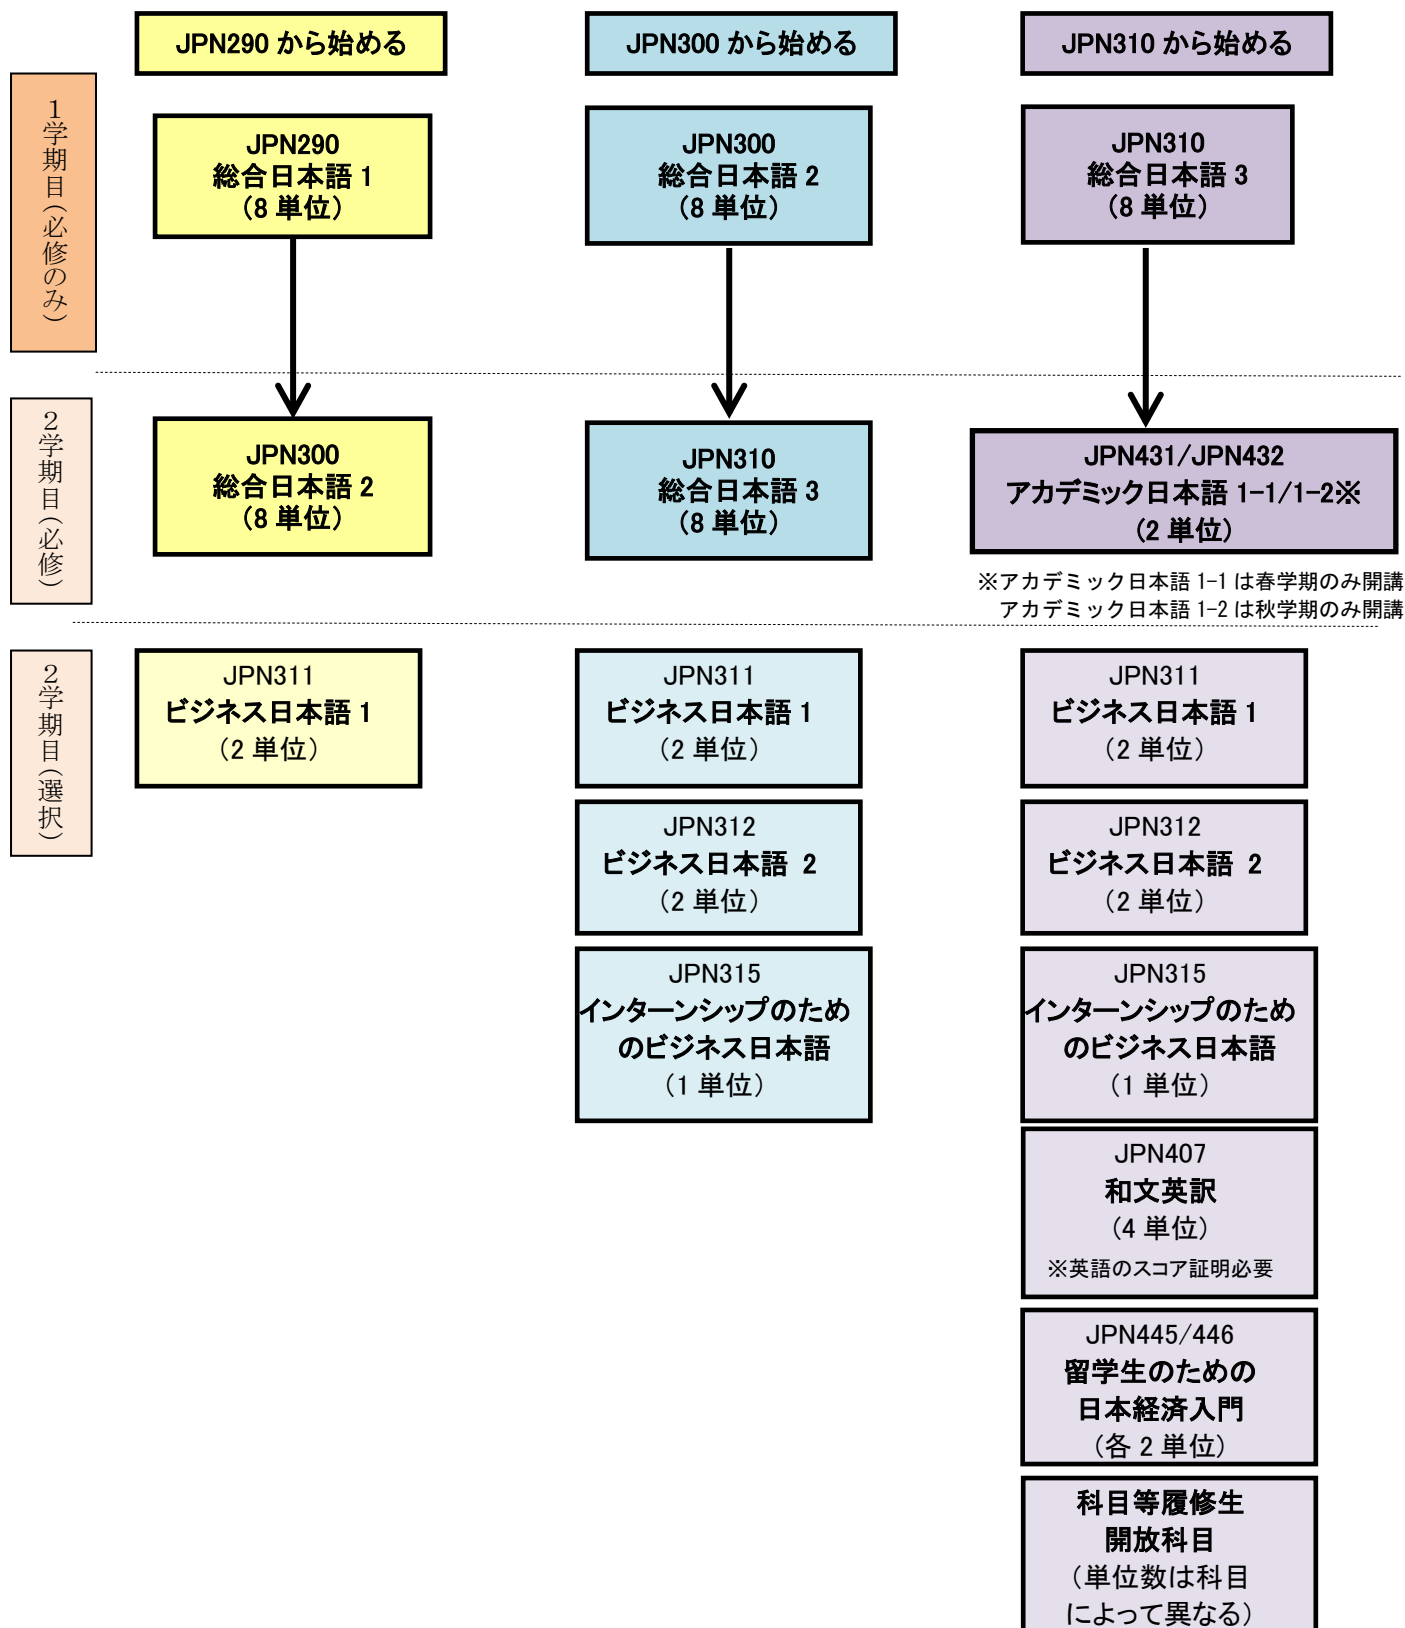 JPN290 から始める
JPN300 から始める
JPN310 から始める
1学期目(必修のみ)
JPN290
総合日本語 1
(8 単位)
JPN300
総合日本語 2
(8 単位)
JPN310
総合日本語 3
(8 単位)
2学期目(必修)
JPN300
総合日本語 2
(8 単位)
JPN310
総合日本語 3
(8 単位)
JPN431/JPN432
アカデミック日本語 1-1/1-2※
(2 単位)
※アカデミック日本語 1-1 は春学期のみ開講
アカデミック日本語 1-2 は秋学期のみ開講
2学期目(選択)
JPN311
ビジネス日本語 1
(2 単位)
JPN311
ビジネス日本語 1
(2 単位)
JPN312
ビジネス日本語 2
(2 単位)
JPN315
インターンシップのため
のビジネス日本語
(1 単位)
JPN311
ビジネス日本語 1
(2 単位)
JPN312
ビジネス日本語 2
(2 単位)
JPN315
インターンシップのため
のビジネス日本語
(1 単位)
JPN407
和文英訳
(4 単位)
※英語のスコア証明必要
JPN445/446
留学生のための
日本経済入門
(各 2 単位)
科目等履修生
開放科目
(単位数は科目
によって異なる)